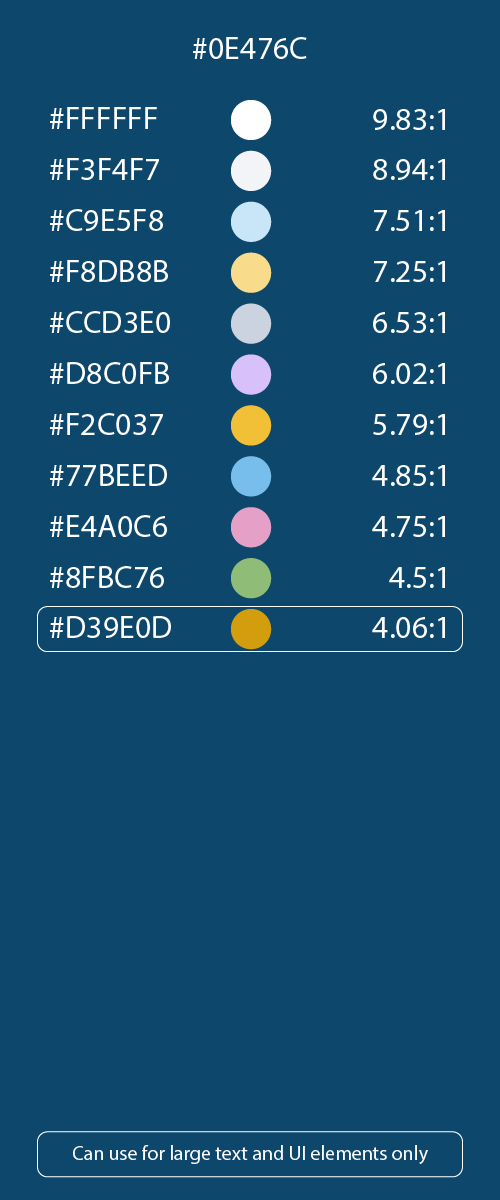 #0E476C
#FFFFFF 9.83:1
#F3F4F7 8.94:1
#C9E5F8 7.51:1
#F8DB8B 7.25:1
#CCD3E0 6.53:1
#D8C0FB 6.02:1
#F2C037 5.79:1
#77BEED 4.85:1
#E4A0C6 4.75:1
#8FBC76 4.5:1
#D39E0D 4.06:1
Can use for large text and UI elements only